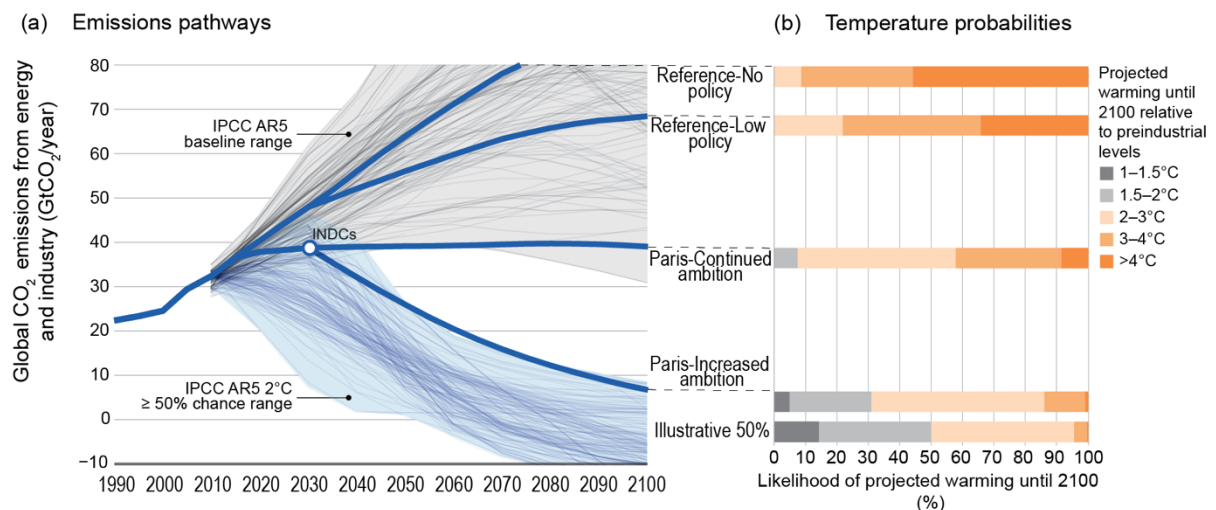 (a) Emissions pathways
Global CO₂ emissions from energy
and industry (GtCO₂/year)
80
70
60
50
40
30
20
10
0
−10
1990 2000 2010 2020 2030 2040 2050 2060 2070 2080 2090 2100
IPCC AR5
baseline range
INDCs
IPCC AR5 2°C
≥ 50% chance range
Reference-No
policy
Reference-Low
policy
Paris-Continued
ambition
Paris-Increased
ambition
Illustrative 50%
(b) Temperature probabilities
0 10 20 30 40 50 60 70 80 90 100
Likelihood of projected warming until 2100
(%)
Projected
warming until
2100 relative
to preindustrial
levels
1–1.5°C
1.5–2°C
2–3°C
3–4°C
>4°C